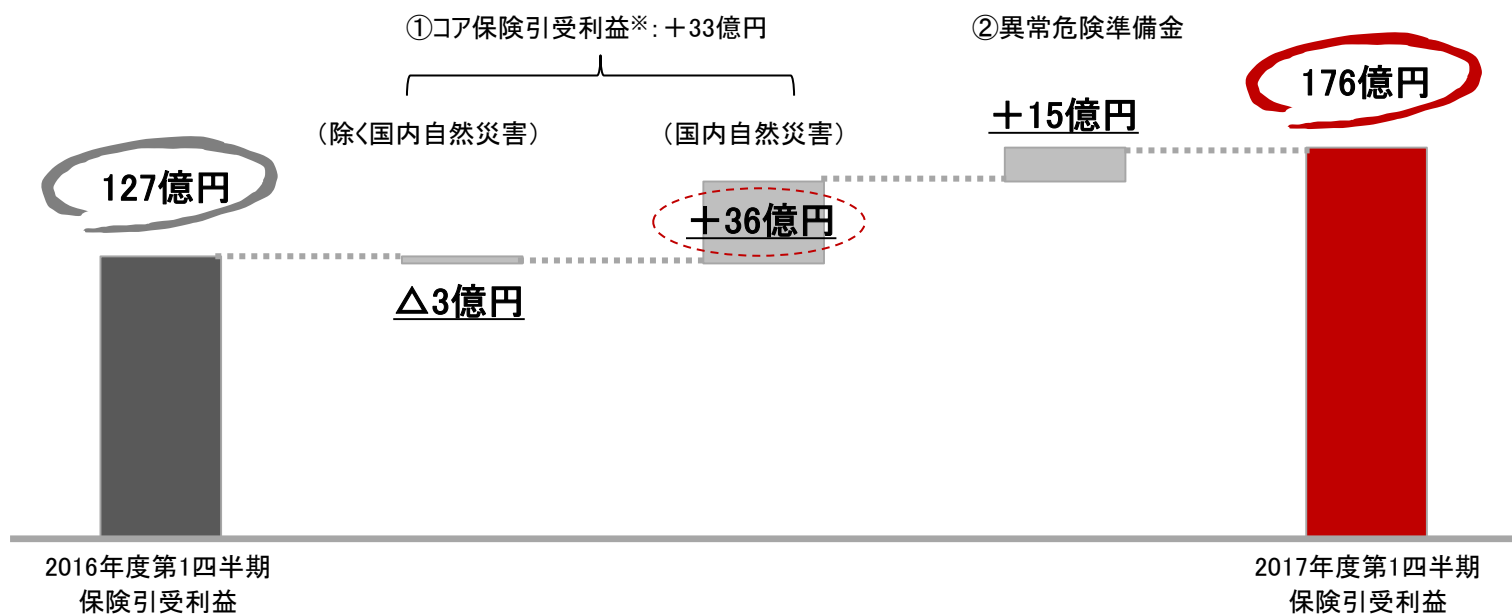 ①コア保険引受利益※:＋33億円
②異常危険準備金
(除く国内自然災害)
(国内自然災害)
127億円
△3億円
＋36億円
＋15億円
176億円
2016年度第1四半期
保険引受利益
2017年度第1四半期
保険引受利益